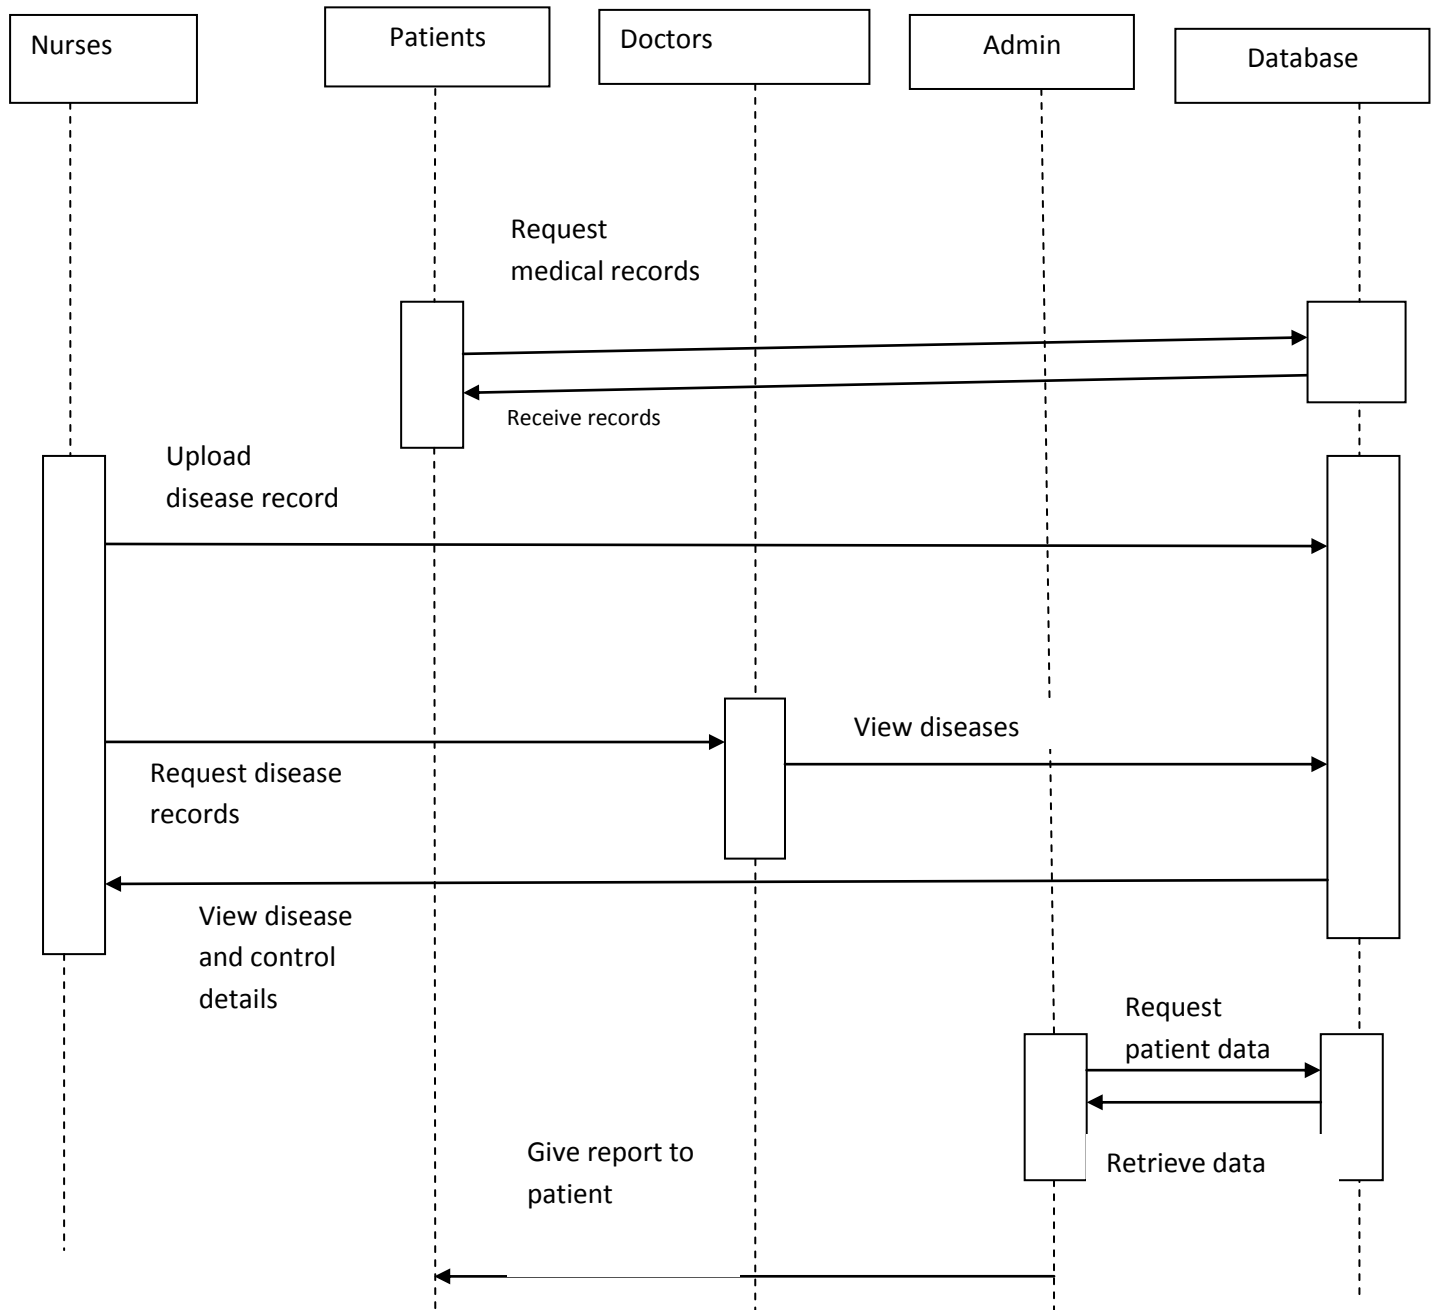 Nurses
Patients
Doctors
Admin
Database
Request
medical records
Receive records
Upload
disease record
View diseases
Request disease
records
View disease
and control
details
Request
patient data
Give report to
patient
Retrieve data